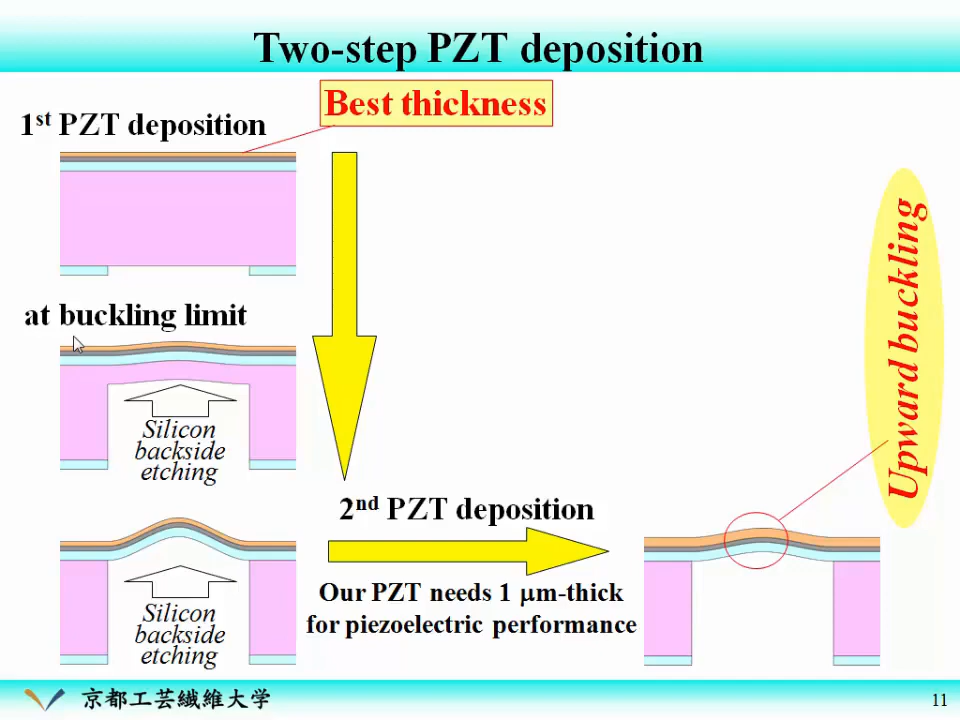 Two-step PZT deposition
Best thickness
1st PZT deposition
at buckling limit
Silicon
backside
etching
Silicon
backside
etching
2nd PZT deposition
Our PZT needs 1 μm-thick
for piezoelectric performance
Upward buckling
京都工芸繊維大学
11